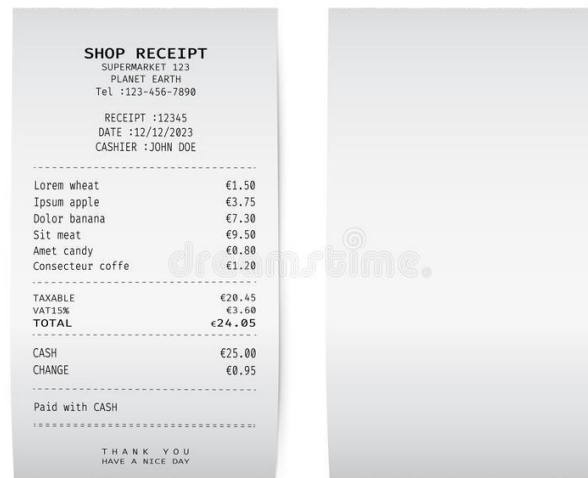 SHOP RECEIPT
SUPERMARKET 123
PLANET EARTH
Tel :123-456-7890
RECEIPT :12345
DATE :12/12/2023
CASHIER :JOHN DOE
Lorem wheat €1.50
Ipsum apple €3.75
Dolor banana €7.30
Sit meat €9.50
Amet candy €0.80
Consecteur coffe €1.20
TAXABLE €20.45
VAT15% €3.60
TOTAL €24.05
CASH €25.00
CHANGE €0.95
Paid with CASH
THANK YOU
HAVE A NICE DAY
dreamstime.